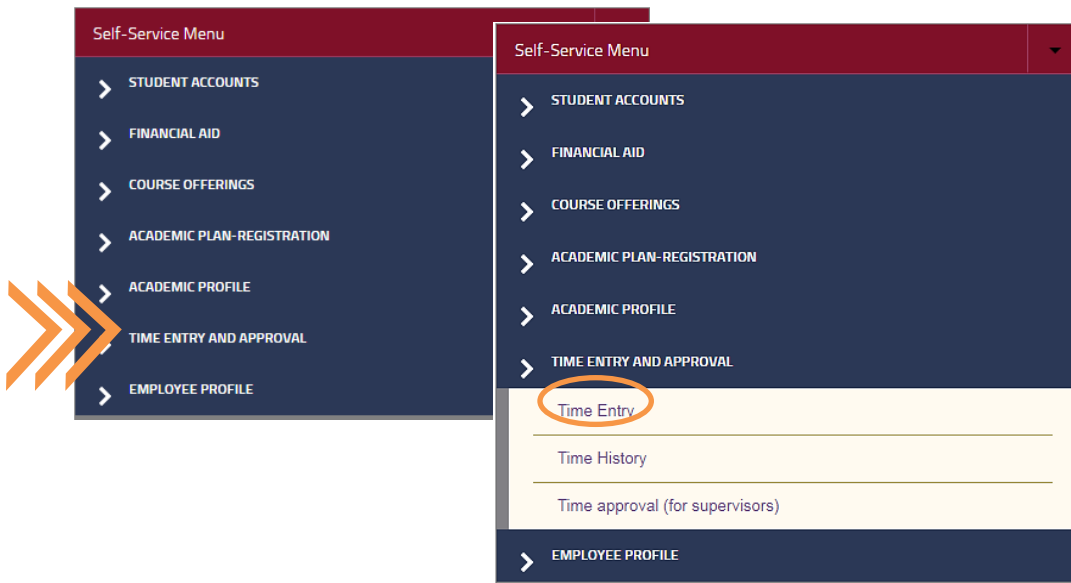 Self-Service Menu
STUDENT ACCOUNTS
FINANCIAL AID
COURSE OFFERINGS
ACADEMIC PLAN-REGISTRATION
ACADEMIC PROFILE
TIME ENTRY AND APPROVAL
EMPLOYEE PROFILE
Self-Service Menu
STUDENT ACCOUNTS
FINANCIAL AID
COURSE OFFERINGS
ACADEMIC PLAN-REGISTRATION
ACADEMIC PROFILE
TIME ENTRY AND APPROVAL
Time Entry
Time History
Time approval (for supervisors)
EMPLOYEE PROFILE